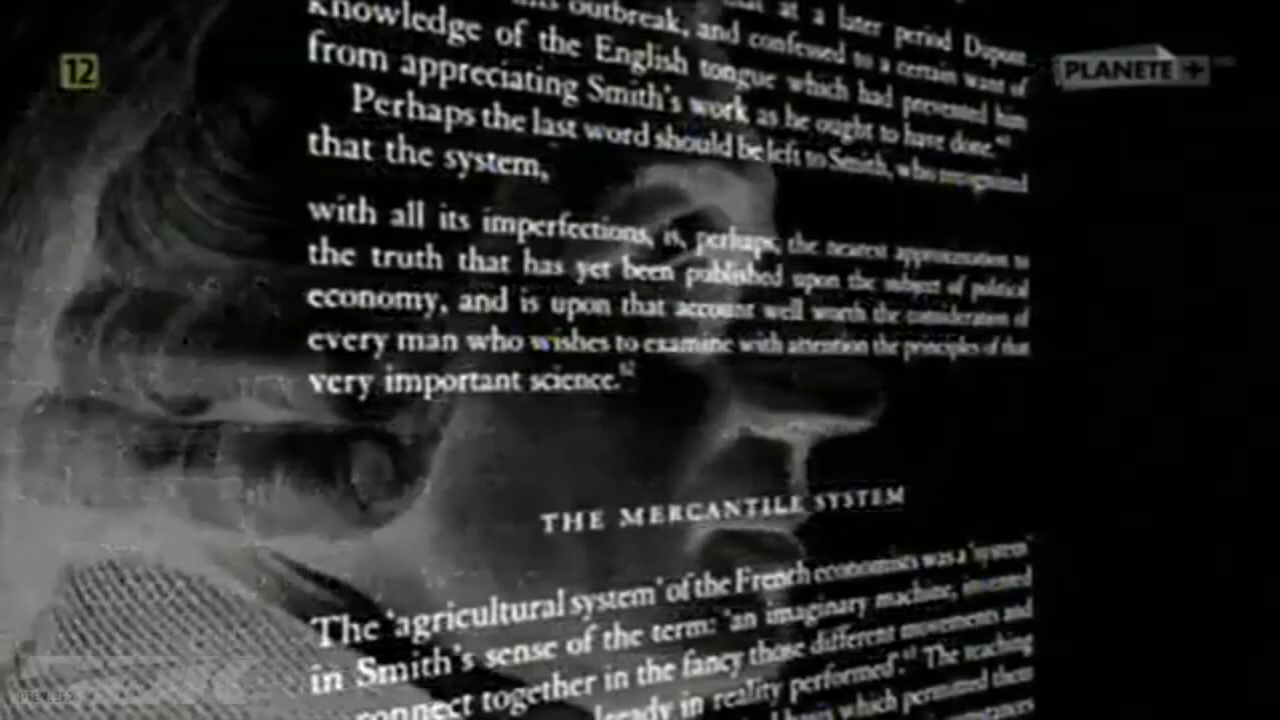 12
PLANETE +
outbreak, and confessed to a certain want of
at a later period Dupont
knowledge of the English tongue which had prevented him
from appreciating Smith's work as he ought to have done.
Perhaps the last word should be left to Smith, who recognised
that the system,
with all its imperfections, is, perhaps, the nearest approximation to
the truth that has yet been published upon the subject of political
economy, and is upon that account well worth the consideration of
every man who wishes to examine with attention the principles of that
very important science.
THE MERCANTILE SYSTEM
The 'agricultural system' of the French economists was a 'system'
in Smith's sense of the term: 'an imaginary machine, invented
connect together in the fancy those different movements and
already in reality performed'. The teaching
which permitted them